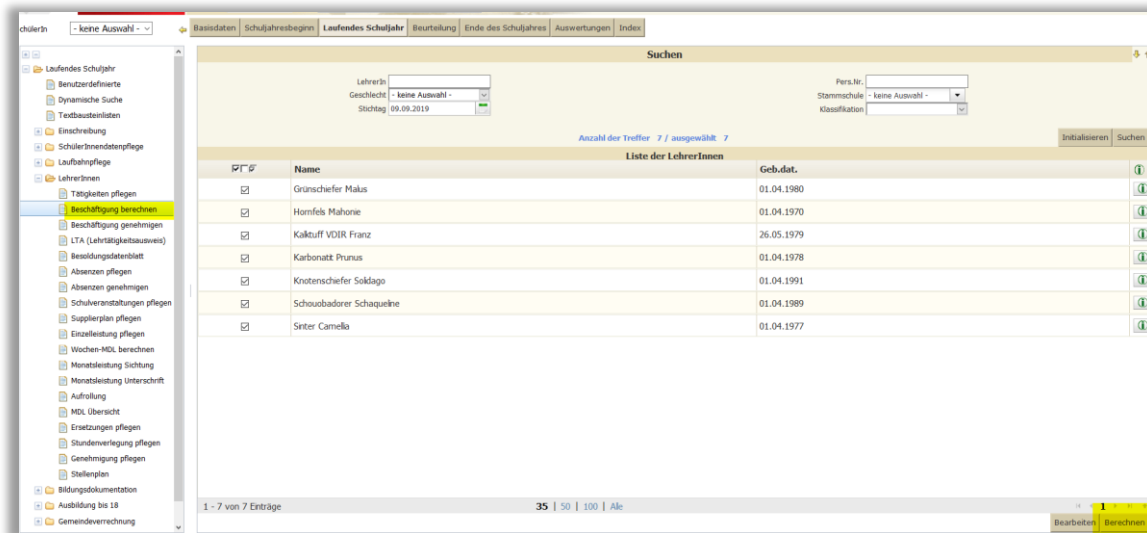 chülerIn - keine Auswahl - Basisdaten Schuljahresbeginn Laufendes Schuljahr Beurteilung Ende des Schuljahres Auswertungen Index
Laufendes Schuljahr
Benutzerdefinierte
Dynamische Suche
Textbausteinlisten
Einschreibung
SchülerInnendatenpflege
Laufbahnpflege
LehrerInnen
Tätigkeiten pflegen
Beschäftigung berechnen
Beschäftigung genehmigen
LTA (Lehrtätigkeitsausweis)
Besoldungsdatenblatt
Absenzen pflegen
Absenzen genehmigen
Schulveranstaltungen pflegen
Supplierplan pflegen
Einzelleistung pflegen
Wochen-MDL berechnen
Monatsleistung Sichtung
Monatsleistung Unterschrift
Aufrollung
MDL Übersicht
Ersetzungen pflegen
Stundenverlegung pflegen
Genehmigung pflegen
Stellenplan
Bildungsdokumentation
Ausbildung bis 18
Gemeindeverrechnung
Suchen
LehrerIn Pers.Nr.
Geschlecht - keine Auswahl - Stammschule - keine Auswahl -
Stichtag 09.09.2019 Klassifikation
Anzahl der Treffer 7 / ausgewählt 7 Initialisieren Suchen
Liste der LehrerInnen
Name Geb.dat.
Grünschiefer Malus 01.04.1980
Hornfels Mahonie 01.04.1970
Kalktuff VDIR Franz 26.05.1979
Karbonatit Prunus 01.04.1978
Knotenschiefer Solidago 01.04.1991
Schouobadorer Schaqueline 01.04.1989
Sinter Camellia 01.04.1977
1 - 7 von 7 Einträge 35 | 50 | 100 | Alle 1
Bearbeiten Berechnen